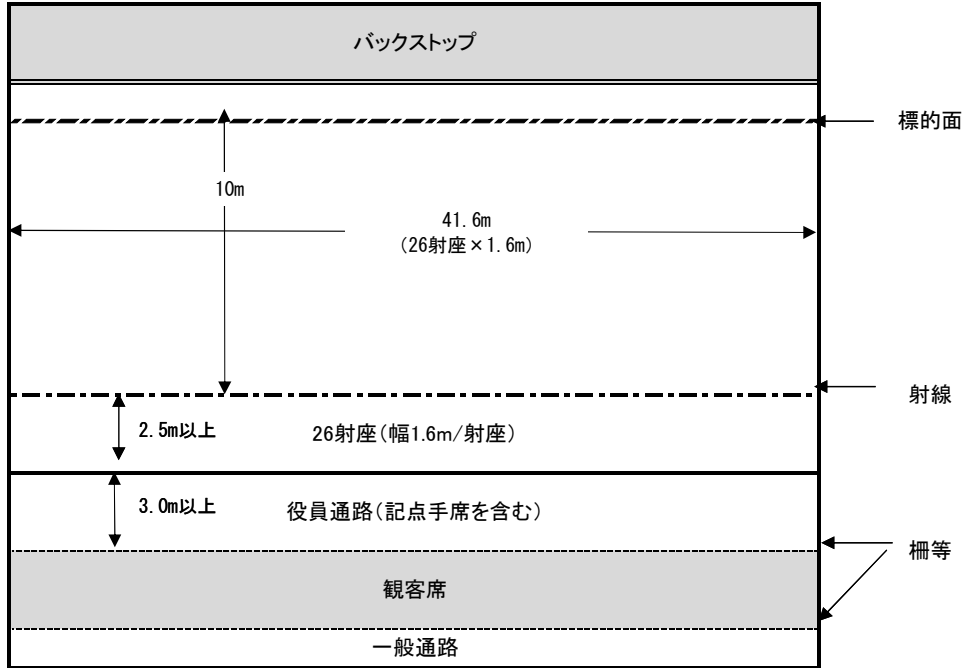 バックストップ
標的面
10m
41.6m
（26射座×1.6m）
射線
2.5m以上
26射座（幅1.6m/射座）
3.0m以上
役員通路（記点手席を含む）
柵等
観客席
一般通路